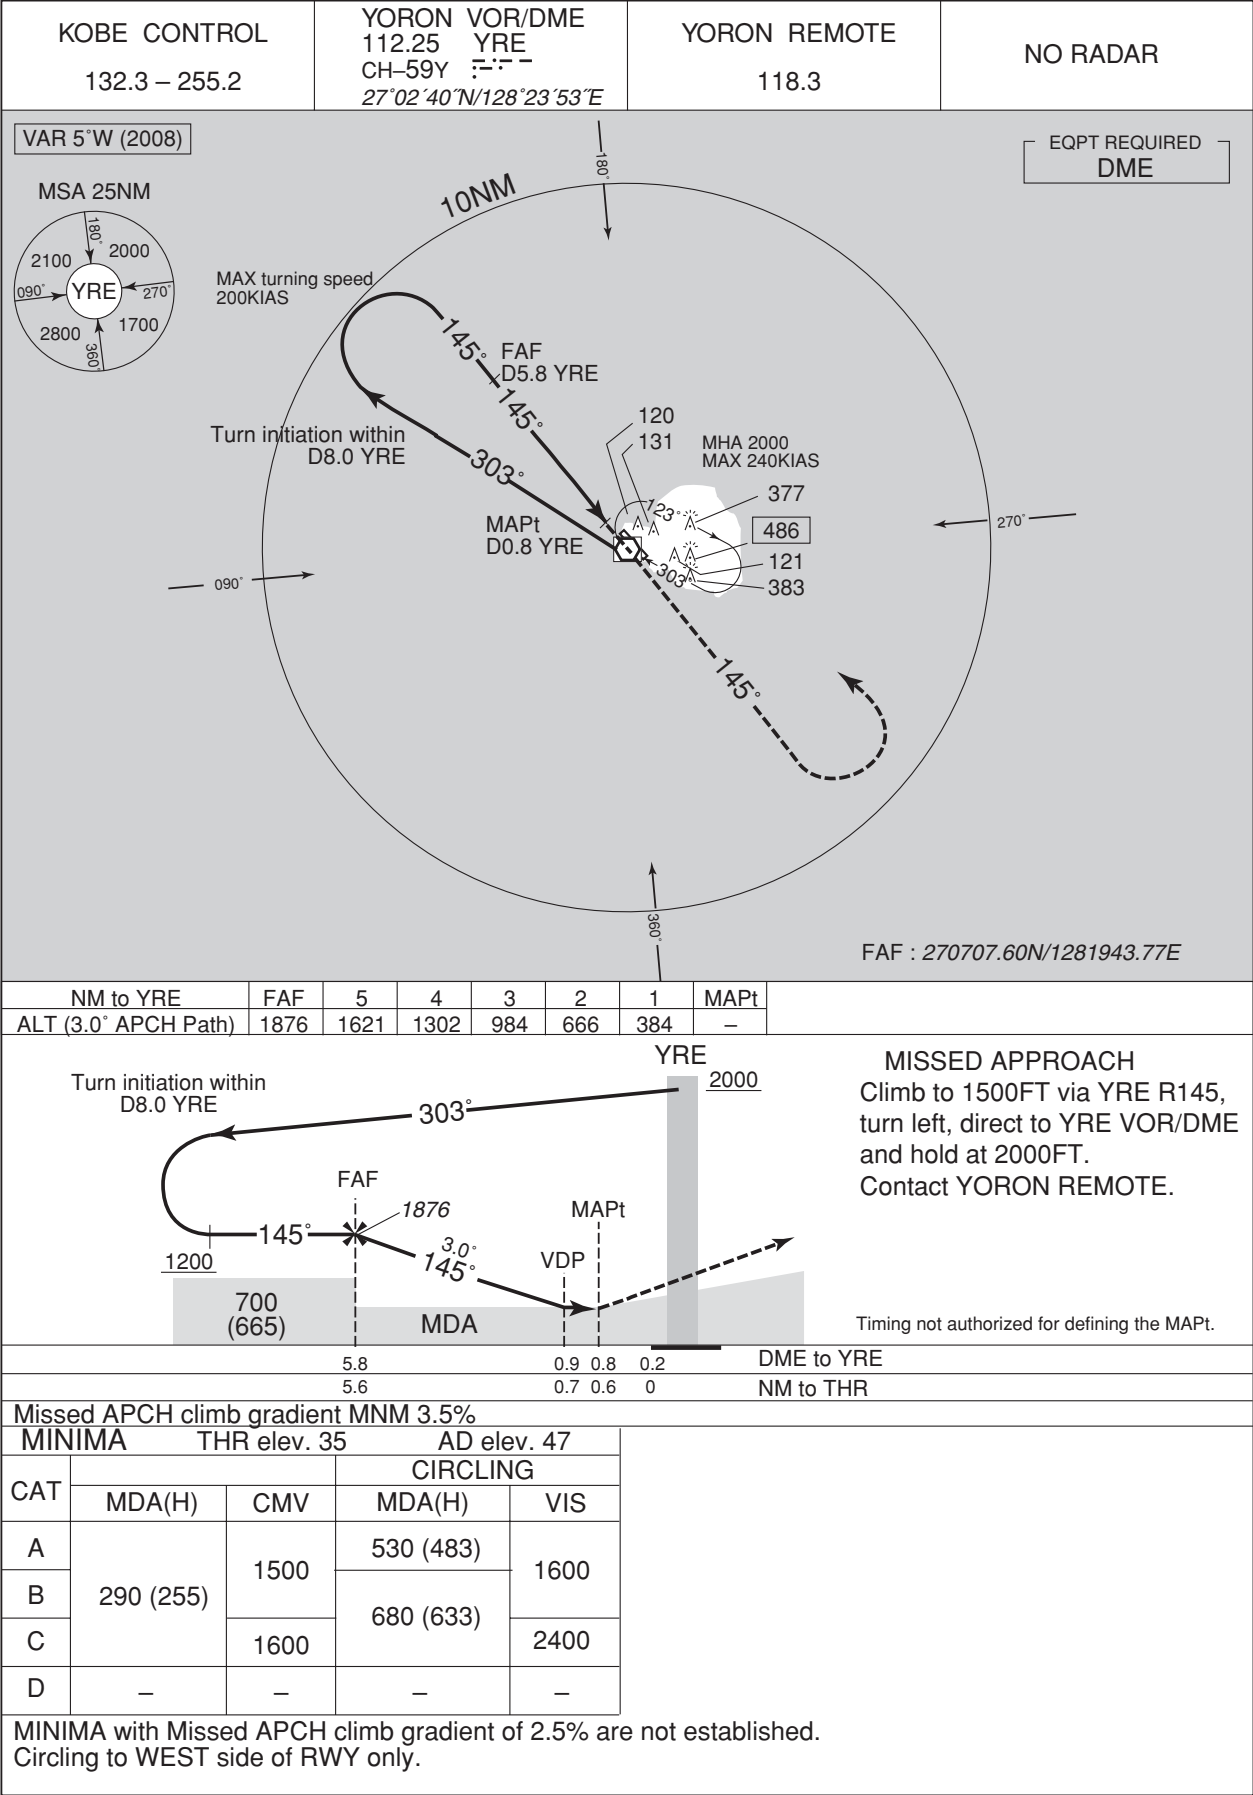 KOBE CONTROL
132.3 – 255.2
YORON VOR/DME
112.25 YRE
CH–59Y
27°02´40˝N/128°23´53˝E
YORON REMOTE
118.3
NO RADAR
VAR 5˚W (2008)
EQPT REQUIRED
DME
MSA 25NM
180˚
2100
2000
090˚
YRE
270˚
2800
1700
360˚
10NM
180˚
MAX turning speed
200KIAS
145˚
FAF
D5.8 YRE
145˚
Turn initiation within
D8.0 YRE
303˚
120
131
MHA 2000
MAX 240KIAS
377
123˚
MAPt
D0.8 YRE
486
121
303˚
383
270˚
090˚
145˚
360˚
FAF : 270707.60N/1281943.77E
NM to YRE FAF 5 4 3 2 1 MAPt
ALT (3.0˚ APCH Path) 1876 1621 1302 984 666 384 –
YRE
2000
Turn initiation within
D8.0 YRE
303˚
FAF
1876
MAPt
145˚
3.0˚
145˚
VDP
1200
700
(665)
MDA
MISSED APPROACH
Climb to 1500FT via YRE R145,
turn left, direct to YRE VOR/DME
and hold at 2000FT.
Contact YORON REMOTE.
Timing not authorized for defining the MAPt.
5.8 0.9 0.8 0.2 DME to YRE
5.6 0.7 0.6 0 NM to THR
Missed APCH climb gradient MNM 3.5%
MINIMA THR elev. 35 AD elev. 47
CAT CIRCLING
MDA(H) CMV MDA(H) VIS
A 530 (483)
1500 1600
B 290 (255)
680 (633)
C 1600 2400
D – – – –
MINIMA with Missed APCH climb gradient of 2.5% are not established.
Circling to WEST side of RWY only.